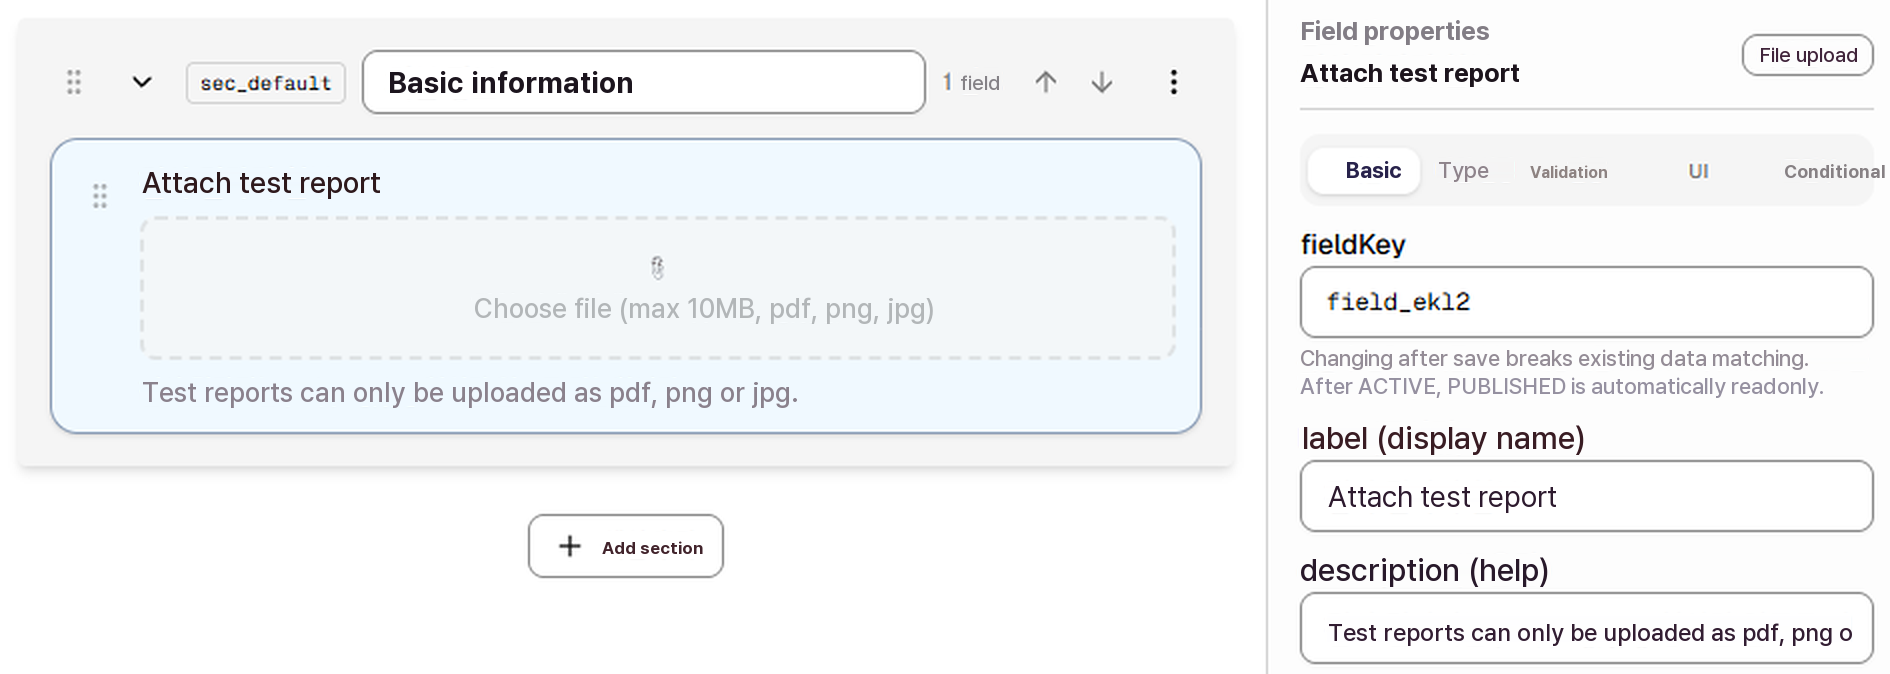 sec_default
Basic information
1 field
Attach test report
Choose file (max 10MB, pdf, png, jpg)
Test reports can only be uploaded as pdf, png or jpg.
Add section
Field properties
Attach test report
File upload
Basic
Type
Validation
UI
Conditional
fieldKey
field_ekl2
Changing after save breaks existing data matching.
After ACTIVE, PUBLISHED is automatically readonly.
label (display name)
Attach test report
description (help)
Test reports can only be uploaded as pdf, png o